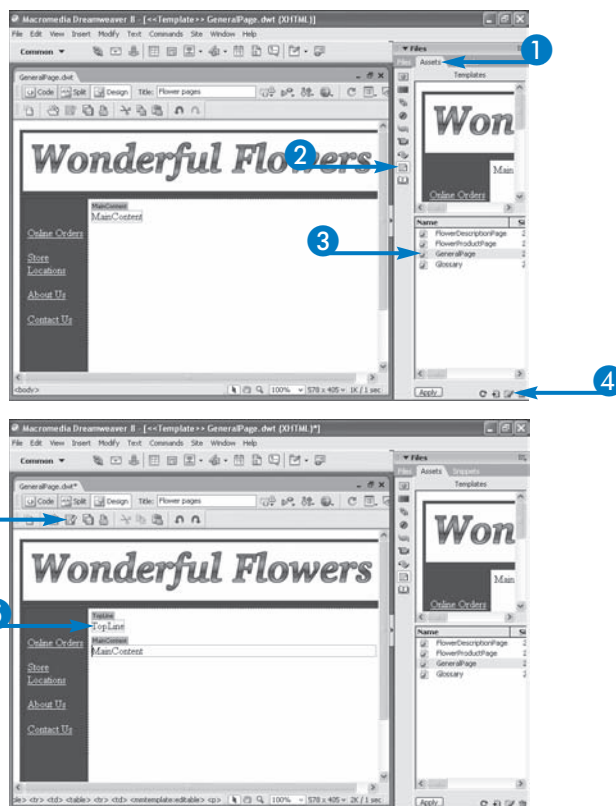 Macromedia Dreamweaver 8 - [<<Template>> GeneralPage.dwt (XHTML)]
File Edit View Insert Modify Text Commands Site Window Help
Common
Files
1
Files Assets
GeneralPage.dwt
Templates
Code Split Design Title: Flower pages
Won
Wonderful Flowers
2
Main
MainContent
MainContent
Online Orders
Online Orders
Name
3
FlowerDescriptionPage
FlowerProductPage
GeneralPage
Glossary
Store
Locations
About Us
Contact Us
<body>
100%
578 x 405
1K / 1 sec
Apply
4
Macromedia Dreamweaver 8 - [<<Template>> GeneralPage.dwt (XHTML)*]
File Edit View Insert Modify Text Commands Site Window Help
Common
Files
Files Assets Snippets
GeneralPage.dwt*
Templates
Code Split Design Title: Flower pages
Won
Wonderful Flowers
Main
TopLine
TopLine
Online Orders
MainContent
MainContent
Online Orders
Name
FlowerDescriptionPage
FlowerProductPage
GeneralPage
Glossary
Store
Locations
About Us
Contact Us
<tr> <td> <table> <tr> <td> <mmtemplate:editable> <p>
100%
578 x 405
2K / 1 sec
Apply